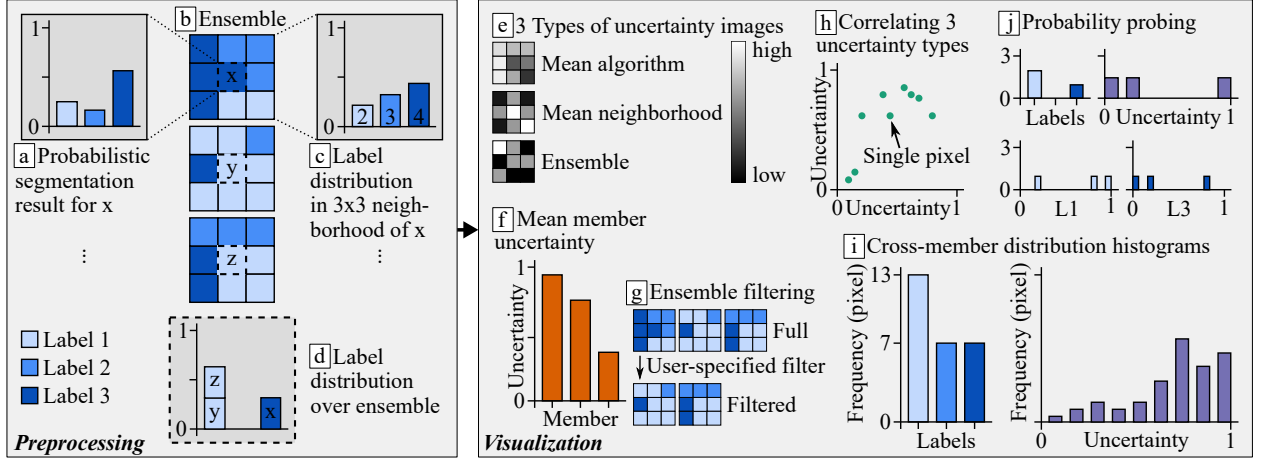 b Ensemble
1
0
x
1
2 3 4
0
a Probabilistic
segmentation
result for x
...
y
c Label
distribution
in 3x3 neigh-
borhood of x
...
z
Label 1
Label 2
Label 3
1
z
y
x
0
d Label
distribution
over ensemble
Preprocessing
e 3 Types of uncertainty images
Mean algorithm
Mean neighborhood
Ensemble
high
low
f Mean member
uncertainty
1
Uncertainty
0
Member
g Ensemble filtering
Full
User-specified filter
Filtered
h Correlating 3
uncertainty types
1
Uncertainty
Single pixel
0
0 Uncertainty 1
j Probability probing
3
0
Labels
0 Uncertainty 1
3
0
0 L1 1
0 L3 1
i Cross-member distribution histograms
13
Frequency (pixel)
7
0
Labels
Frequency (pixel)
0 Uncertainty 1
Visualization